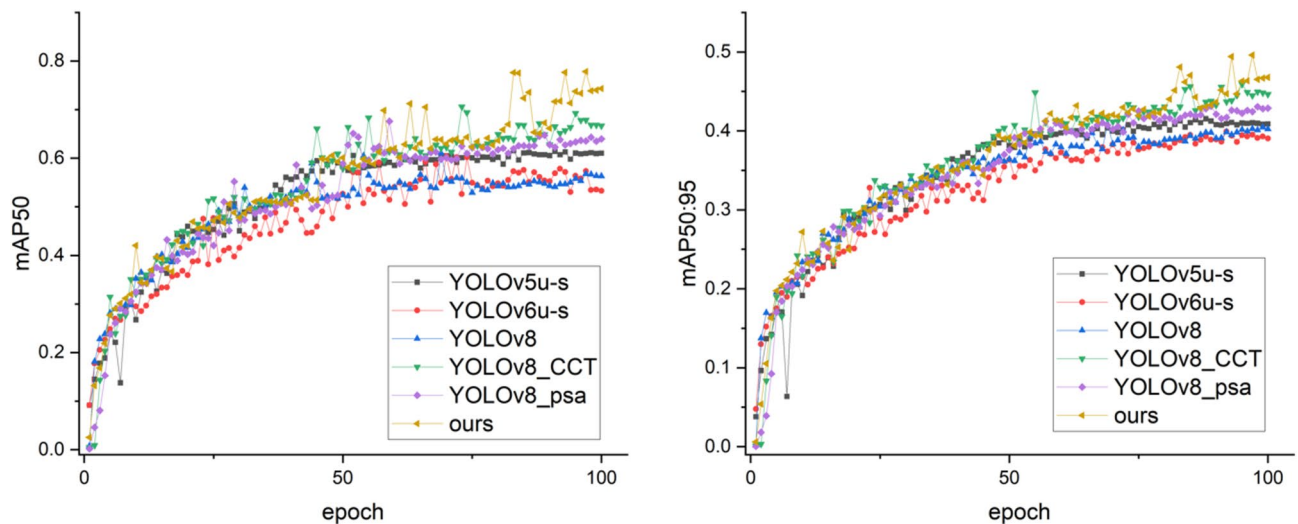 mAP50
0.8
0.6
0.4
0.2
0.0
0
50
100
epoch
YOLOv5u-s
YOLOv6u-s
YOLOv8
YOLOv8_CCT
YOLOv8_psa
ours
mAP50:95
0.5
0.4
0.3
0.2
0.1
0.0
0
50
100
epoch
YOLOv5u-s
YOLOv6u-s
YOLOv8
YOLOv8_CCT
YOLOv8_psa
ours